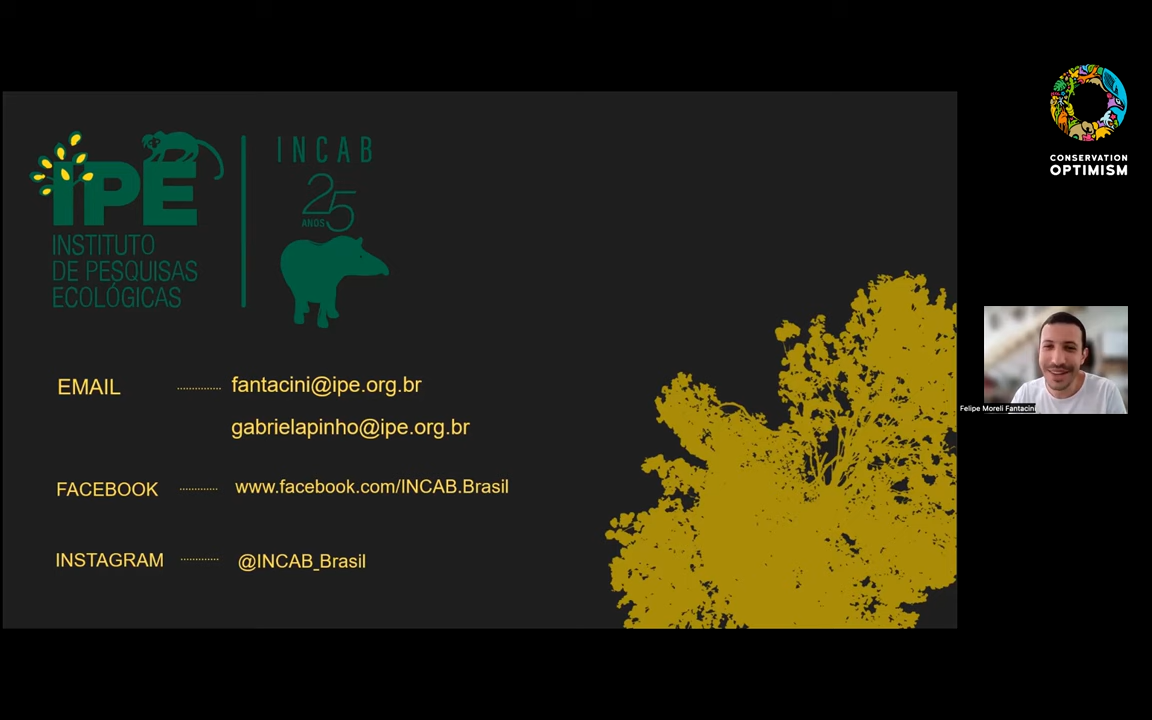 IPÊ
INSTITUTO
DE PESQUISAS
ECOLÓGICAS
INCAB
25
ANOS
EMAIL
fantacini@ipe.org.br
gabrielapinho@ipe.org.br
FACEBOOK
www.facebook.com/INCAB.Brasil
INSTAGRAM
@INCAB_Brasil
CONSERVATION
OPTIMISM
Felipe Moreli Fantacini